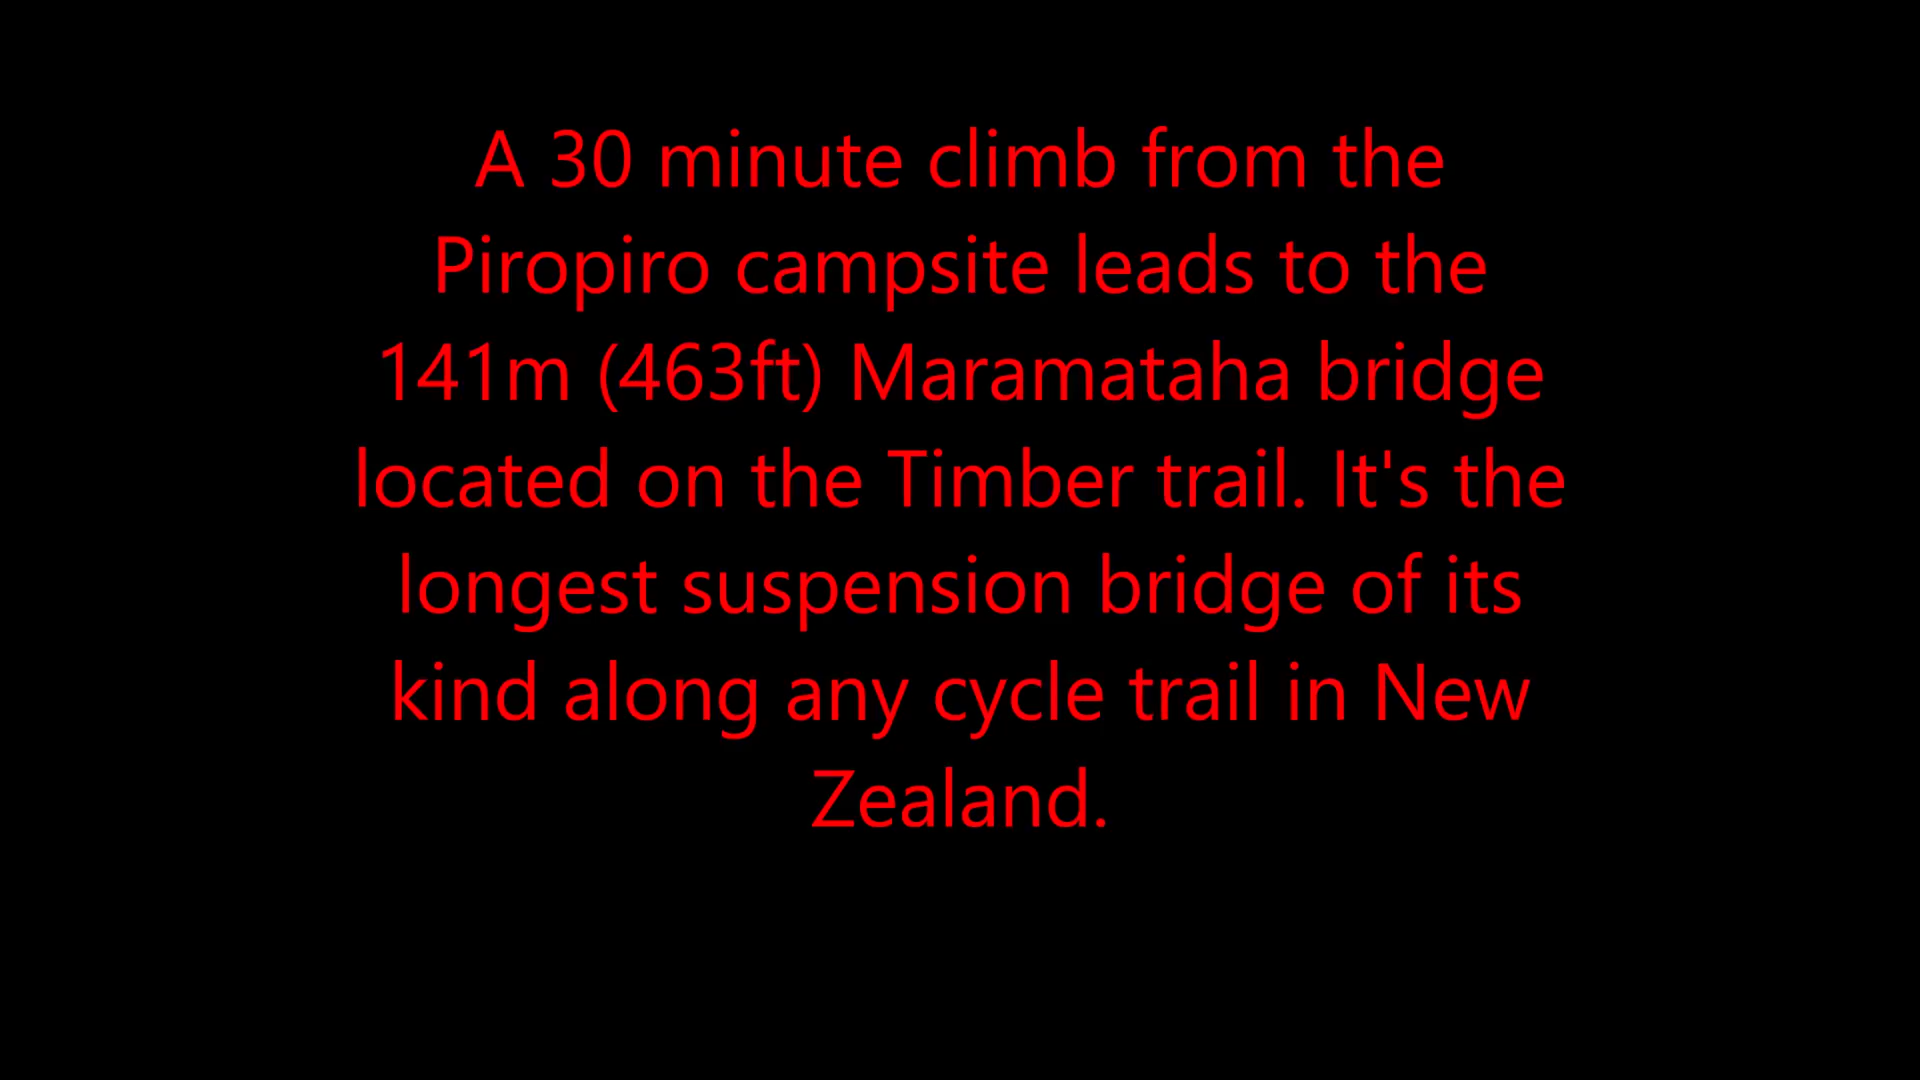 A 30 minute climb from the
Piropiro campsite leads to the
141m (463ft) Maramataha bridge
located on the Timber trail. It's the
longest suspension bridge of its
kind along any cycle trail in New
Zealand.